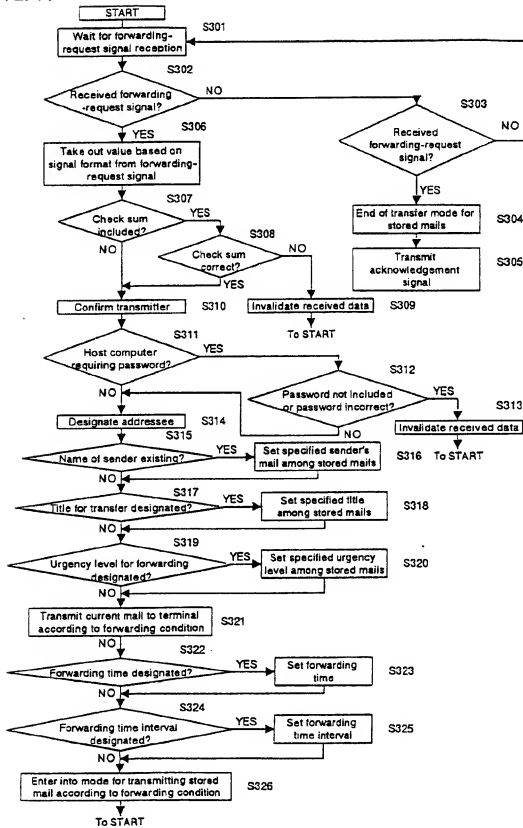 START
S301
Wait for forwarding-
request signal reception
S302
Received forwarding
-request signal?
NO
YES
S303
Received
forwarding-request
signal?
NO
YES
S306
Take out value based on
signal format from forwarding-
request signal
End of transfer mode for
stored mails
S304
Transmit
acknowledgement
signal
S305
S307
Check sum
included?
YES
NO
S308
Check sum
correct?
NO
YES
Confirm transmitter
S310
Invalidate received data
S309
To START
S311
Host computer
requiring password?
YES
NO
S312
Password not included
or password incorrect?
YES
NO
S313
Invalidate received data
To START
Designate addressee
S314
S315
Name of sender existing?
YES
NO
Set specified sender's
mail among stored mails
S316
S317
Title for transfer designated?
YES
NO
Set specified title
among stored mails
S318
S319
Urgency level for forwarding
designated?
YES
NO
Set specified urgency
level among stored mails
S320
Transmit current mail to terminal
according to forwarding condition
S321
NO
S322
Forwarding time designated?
YES
NO
Set forwarding
time
S323
S324
Forwarding time interval
designated?
YES
NO
Set forwarding
time interval
S325
Enter into mode for transmitting stored
mail according to forwarding condition
S326
To START